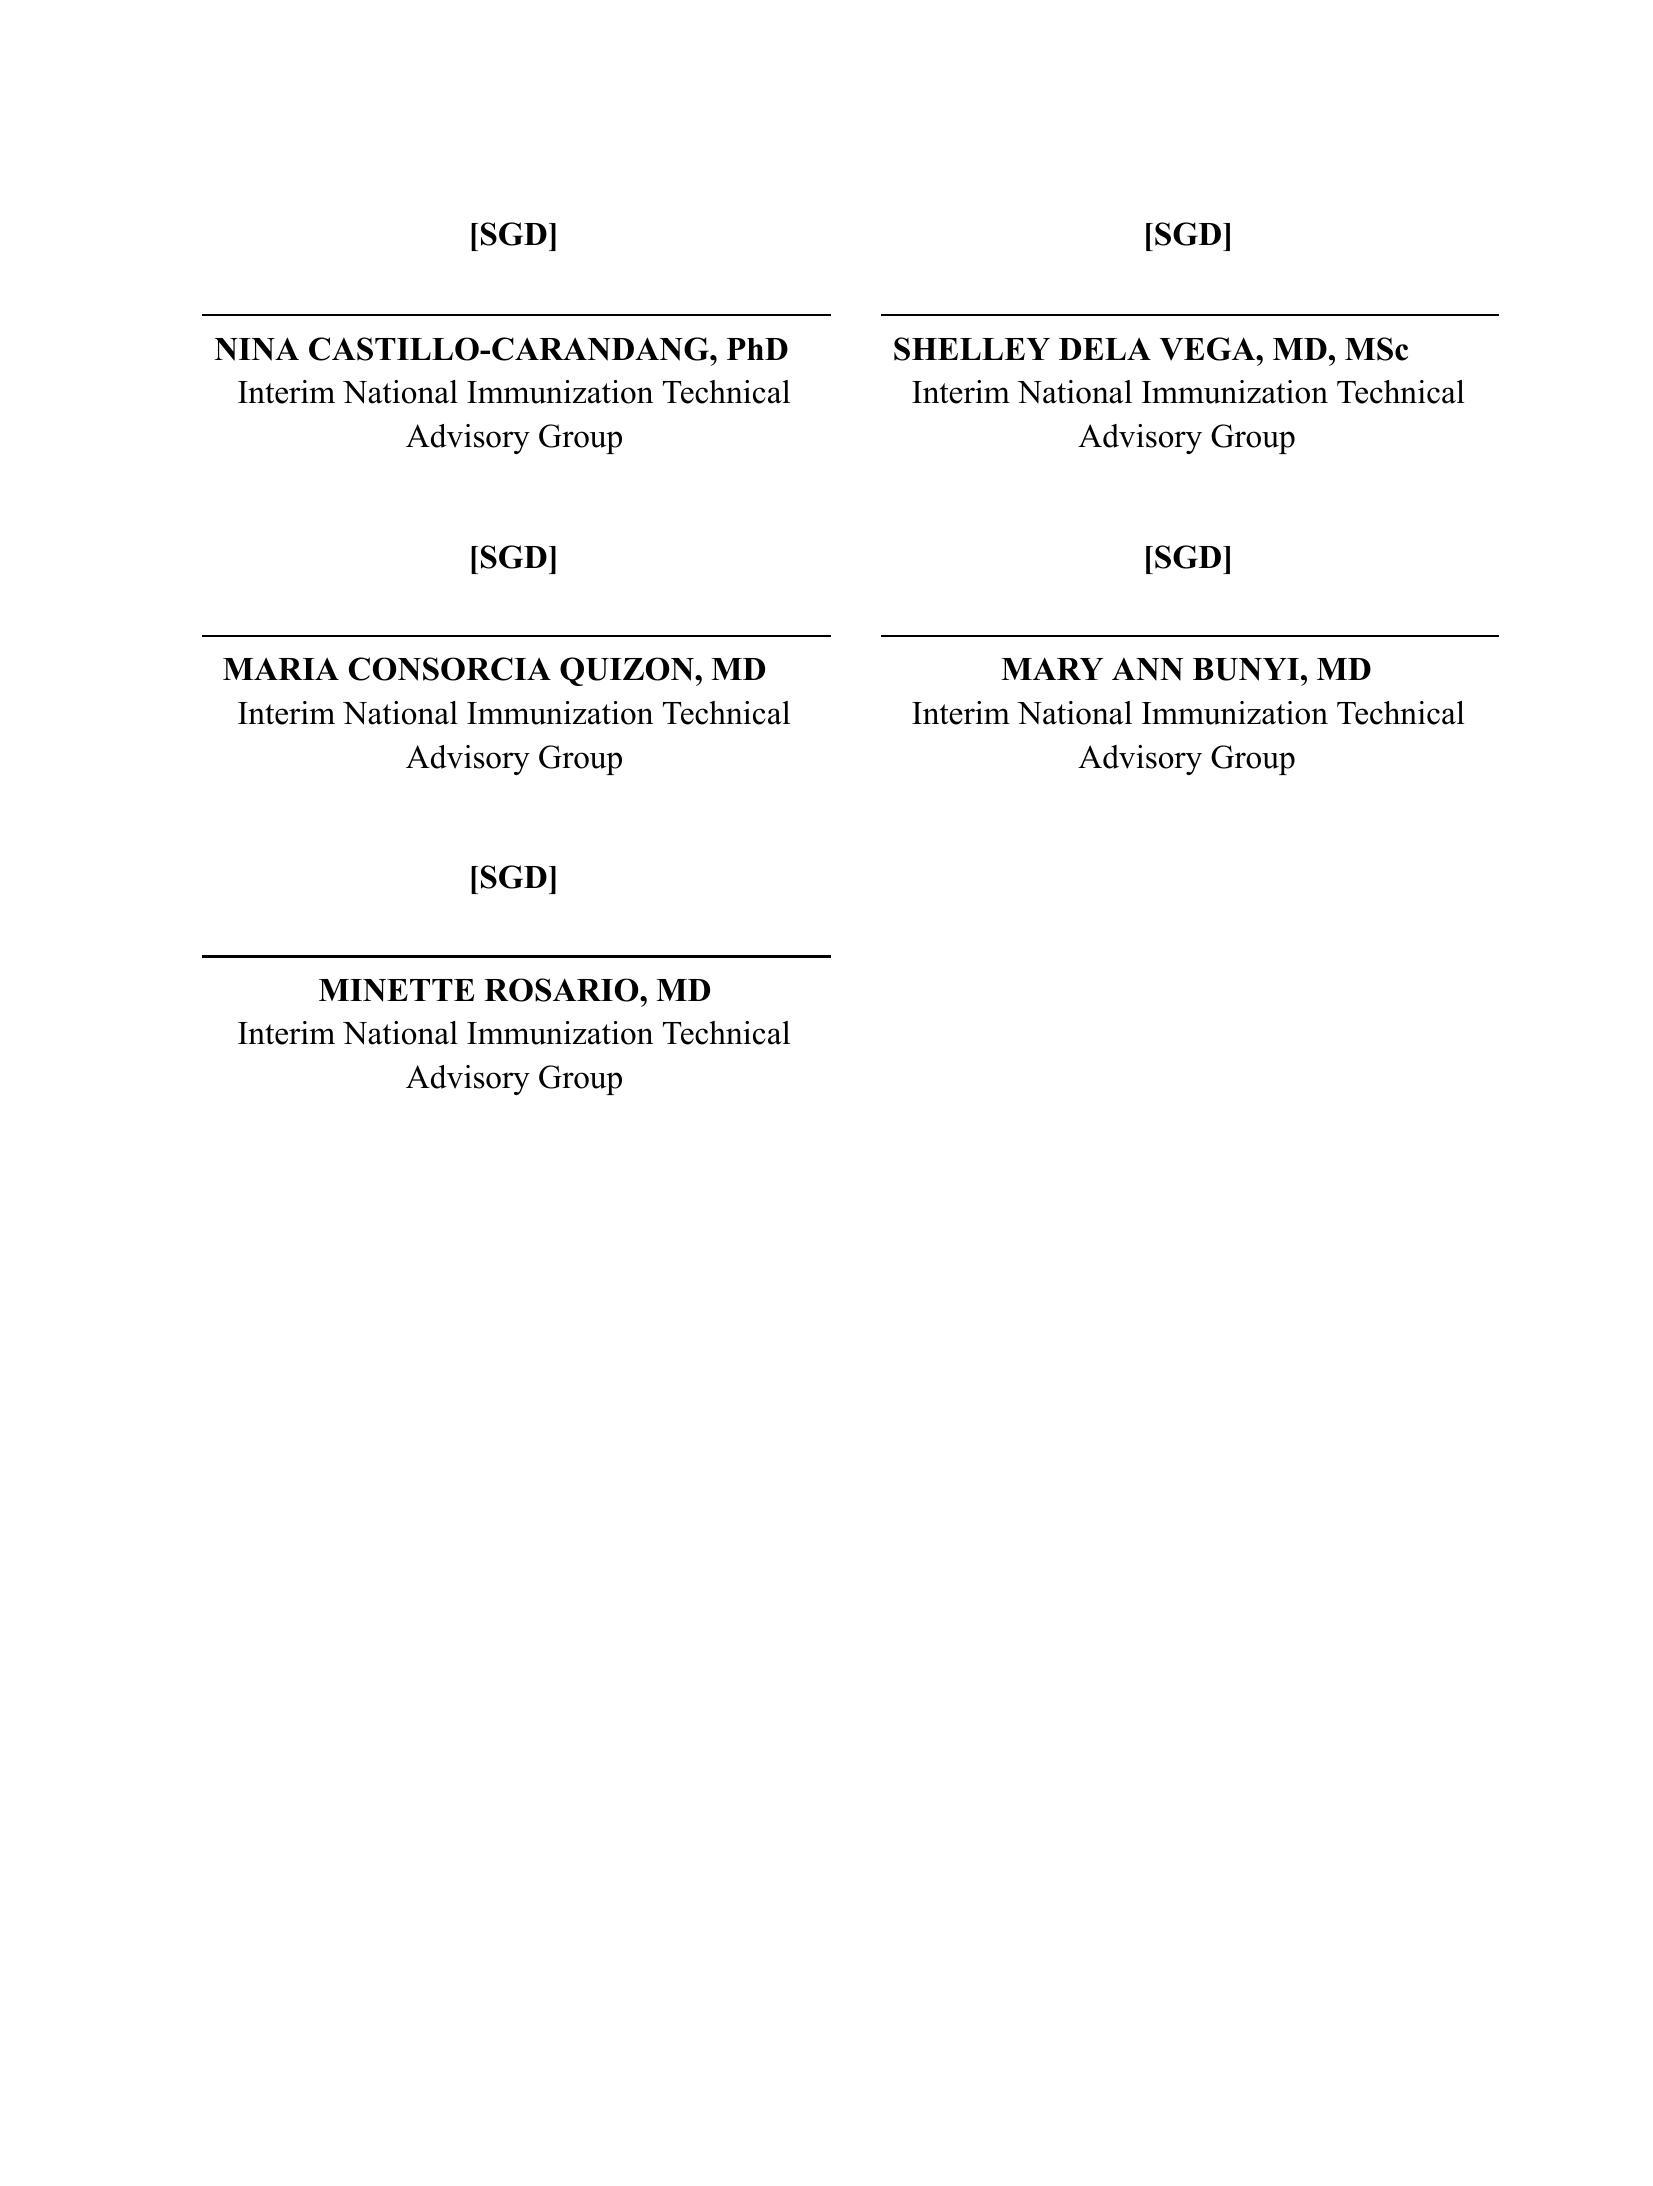 [SGD]
NINA CASTILLO-CARANDANG, PhD
Interim National Immunization Technical
Advisory Group
[SGD]
SHELLEY DELA VEGA, MD, MSc
Interim National Immunization Technical
Advisory Group
[SGD]
MARIA CONSORCIA QUIZON, MD
Interim National Immunization Technical
Advisory Group
[SGD]
MARY ANN BUNYI, MD
Interim National Immunization Technical
Advisory Group
[SGD]
MINETTE ROSARIO, MD
Interim National Immunization Technical
Advisory Group